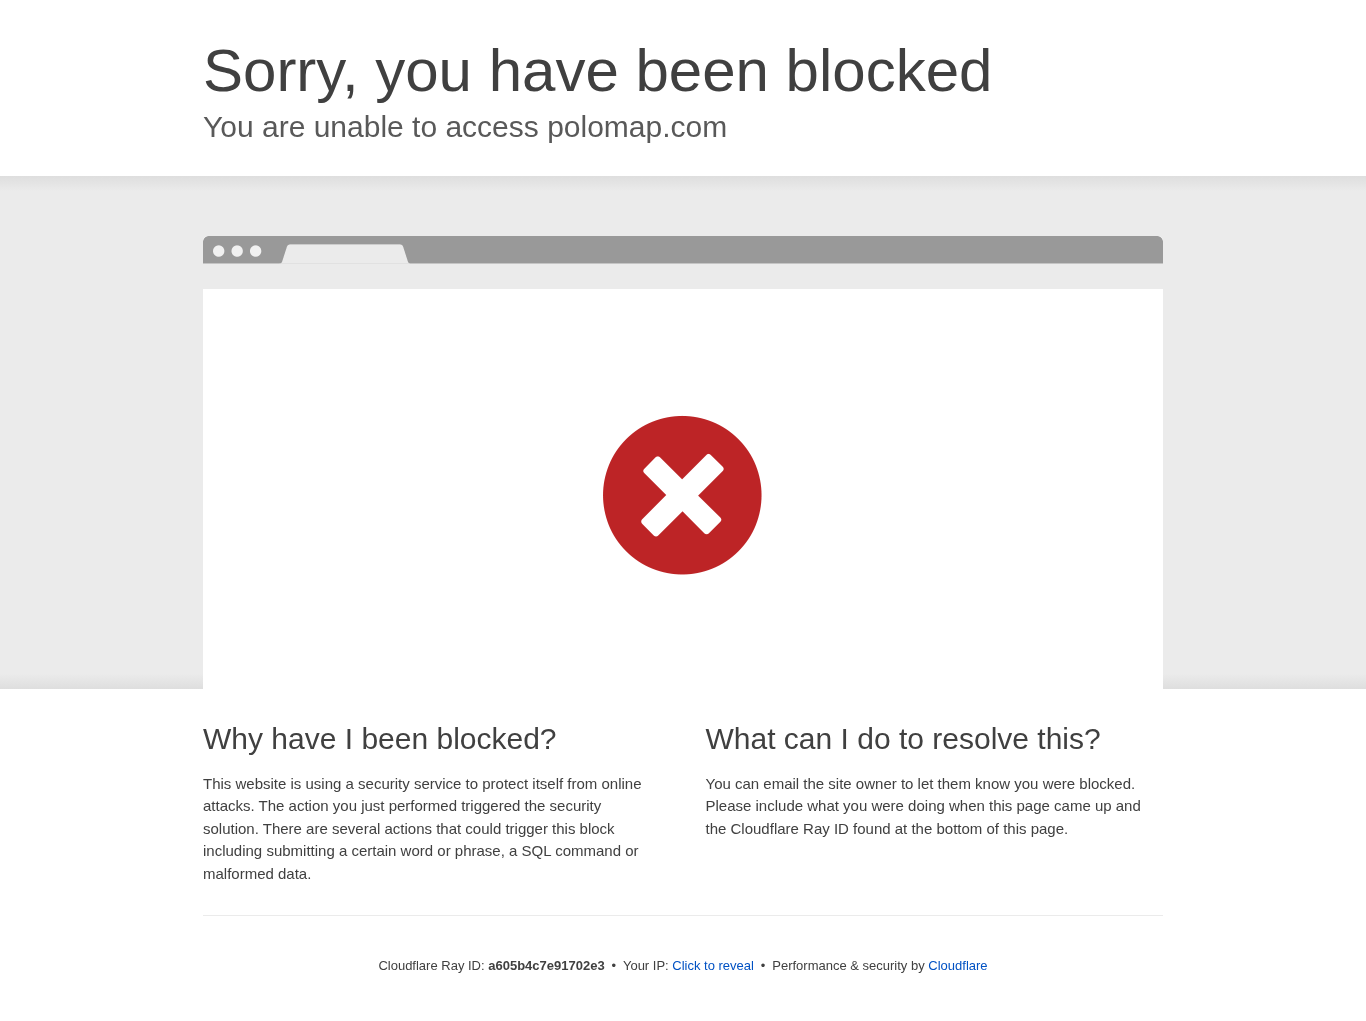 Sorry, you have been blocked
You are unable to access polomap.com
Why have I been blocked?
This website is using a security service to protect itself from online
attacks. The action you just performed triggered the security
solution. There are several actions that could trigger this block
including submitting a certain word or phrase, a SQL command or
malformed data.
What can I do to resolve this?
You can email the site owner to let them know you were blocked.
Please include what you were doing when this page came up and
the Cloudflare Ray ID found at the bottom of this page.
Cloudflare Ray ID: a605b4c7e91702e3 • Your IP: Click to reveal • Performance & security by Cloudflare